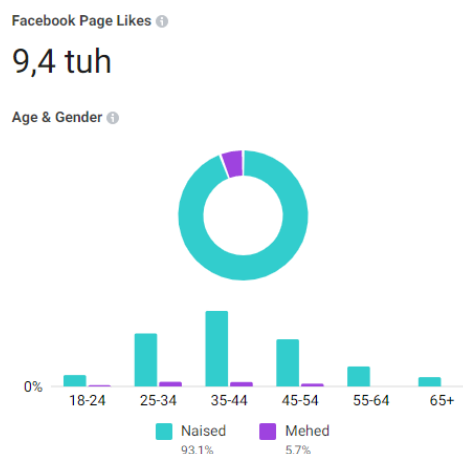 Facebook Page Likes
9,4 tuh
Age & Gender
0%
18-24 25-34 35-44 45-54 55-64 65+
Naised Mehed
93.1% 5.7%